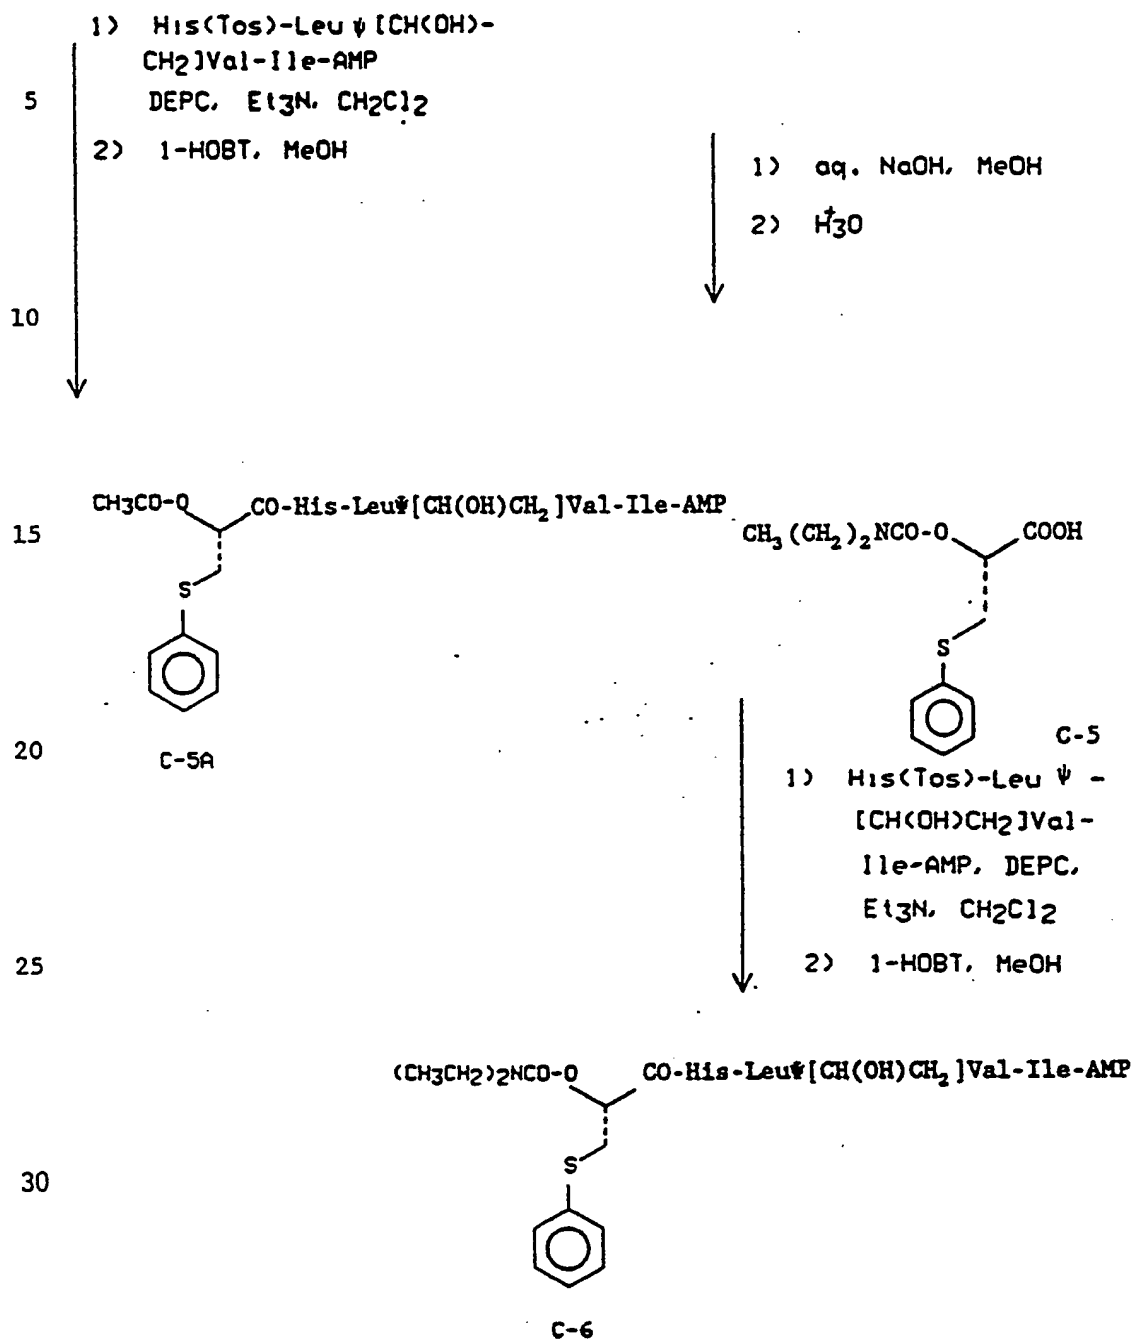 1) His(Tos)-Leu ψ [CH(OH)-
CH2]Val-Ile-AMP
5 DEPC, Et3N, CH2Cl2
2) 1-HOBT, MeOH
1) aq. NaOH, MeOH
2) H3+O
10
15 CH3CO-O CO-His-LeuΨ[CH(OH)CH2]Val-Ile-AMP
CH3(CH2)2NCO-O COOH
S
S
20 C-5A
C-5
1) His(Tos)-Leu Ψ -
[CH(OH)CH2]Val-
Ile-AMP, DEPC,
Et3N, CH2Cl2
25 2) 1-HOBT, MeOH
(CH3CH2)2NCO-O CO-His-LeuΨ[CH(OH)CH2]Val-Ile-AMP
30 S
C-6